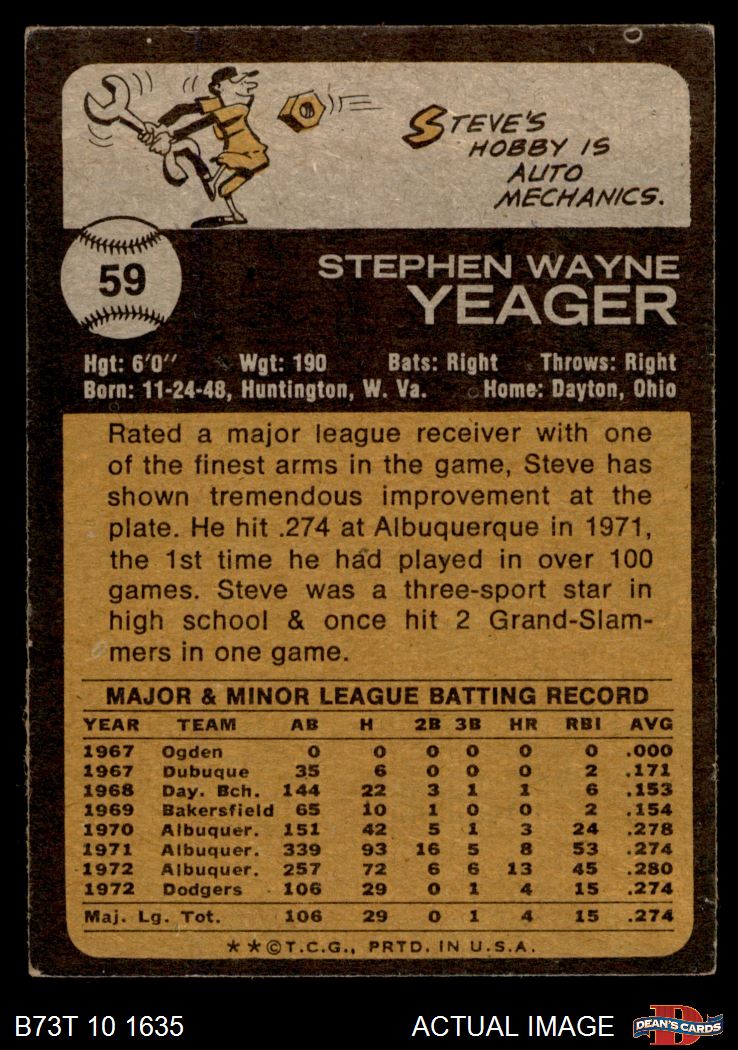 STEVE'S
HOBBY IS
AUTO
MECHANICS.
59
STEPHEN WAYNE
YEAGER
Hgt: 6'0" Wgt: 190 Bats: Right Throws: Right
Born: 11-24-48, Huntington, W. Va. Home: Dayton, Ohio
Rated a major league receiver with one
of the finest arms in the game, Steve has
shown tremendous improvement at the
plate. He hit .274 at Albuquerque in 1971,
the 1st time he had played in over 100
games. Steve was a three-sport star in
high school & once hit 2 Grand-Slam-
mers in one game.
MAJOR & MINOR LEAGUE BATTING RECORD
YEAR TEAM AB H 2B 3B HR RBI AVG
1967 Ogden 0 0 0 0 0 0 .000
1967 Dubuque 35 6 0 0 0 2 .171
1968 Day. Bch. 144 22 3 1 1 6 .153
1969 Bakersfield 65 10 1 0 0 2 .154
1970 Albuquer. 151 42 5 1 3 24 .278
1971 Albuquer. 339 93 16 5 8 53 .274
1972 Albuquer. 257 72 6 6 13 45 .280
1972 Dodgers 106 29 0 1 4 15 .274
Maj. Lg. Tot. 106 29 0 1 4 15 .274
★★©T.C.G., PRTD. IN U.S.A.
B73T 10 1635 ACTUAL IMAGE D DEAN'S CARDS